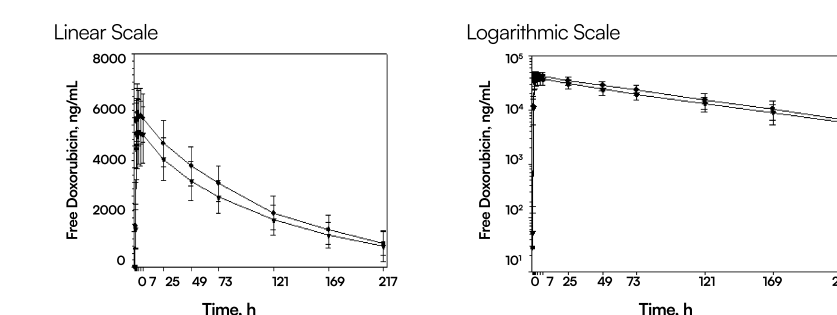 Linear Scale
Logarithmic Scale
Free Doxorubicin, ng/mL
8000
6000
4000
2000
0
0 7 25 49 73 121 169 217
Time, h
Free Doxorubicin, ng/mL
10⁵
10⁴
10³
10²
10¹
0 7 25 49 73 121 169 2
Time, h